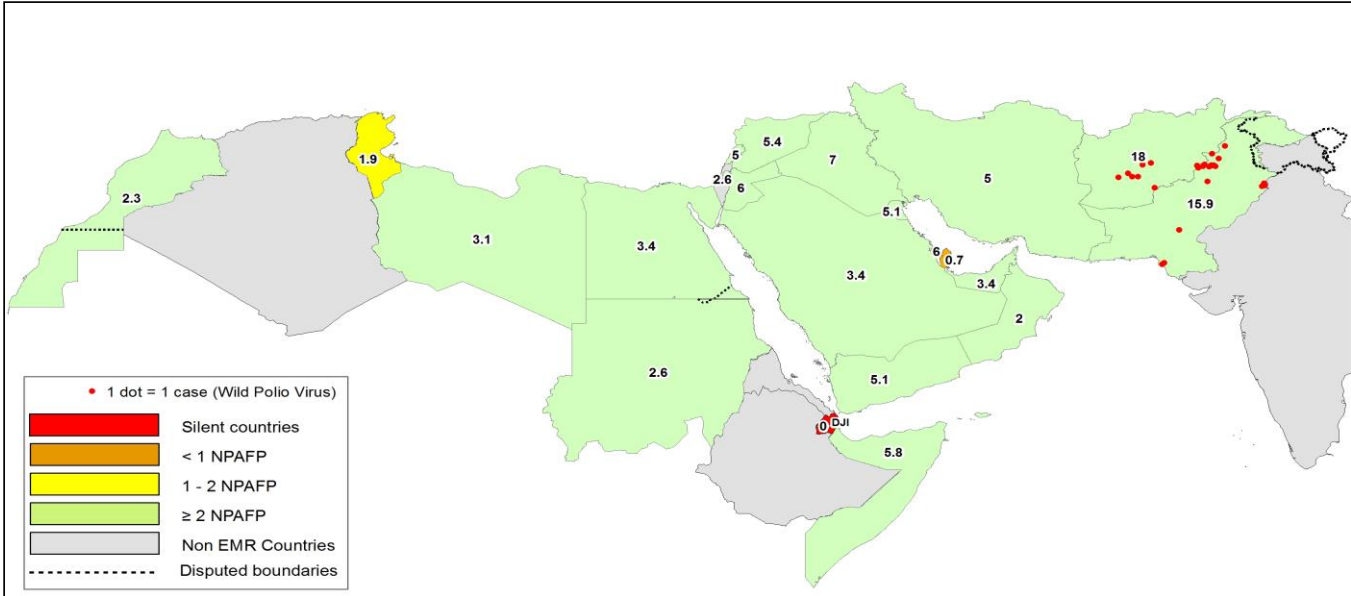 1.9
5.4
5
7
18
2.6
6
5
2.3
5.1
15.9
3.1
3.4
6
0.7
3.4
3.4
2
2.6
5.1
0
DJI
5.8
1 dot = 1 case (Wild Polio Virus)
Silent countries
< 1 NPAFP
1 - 2 NPAFP
≥ 2 NPAFP
Non EMR Countries
Disputed boundaries